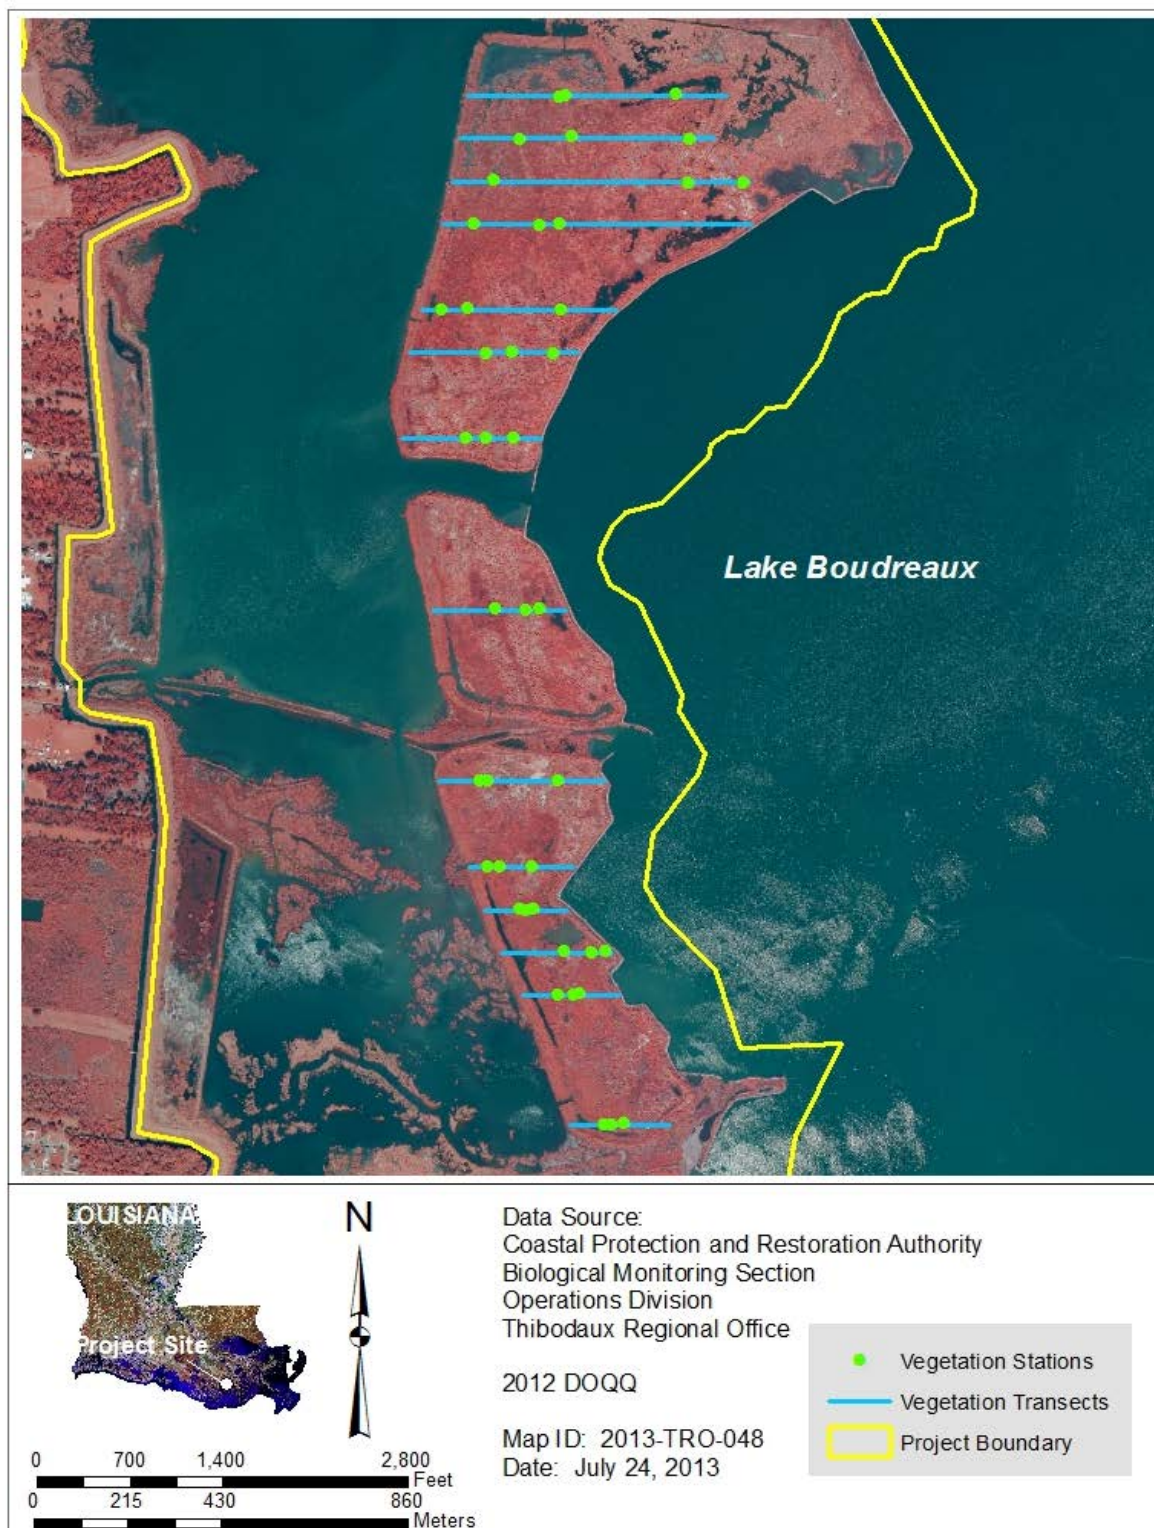 Lake Boudreaux
LOUISIANA
Project Site
N
Data Source:
Coastal Protection and Restoration Authority
Biological Monitoring Section
Operations Division
Thibodaux Regional Office
2012 DOQQ
Map ID: 2013-TRO-048
Date: July 24, 2013
Vegetation Stations
Vegetation Transects
Project Boundary
0 700 1,400 2,800
Feet
0 215 430 860
Meters